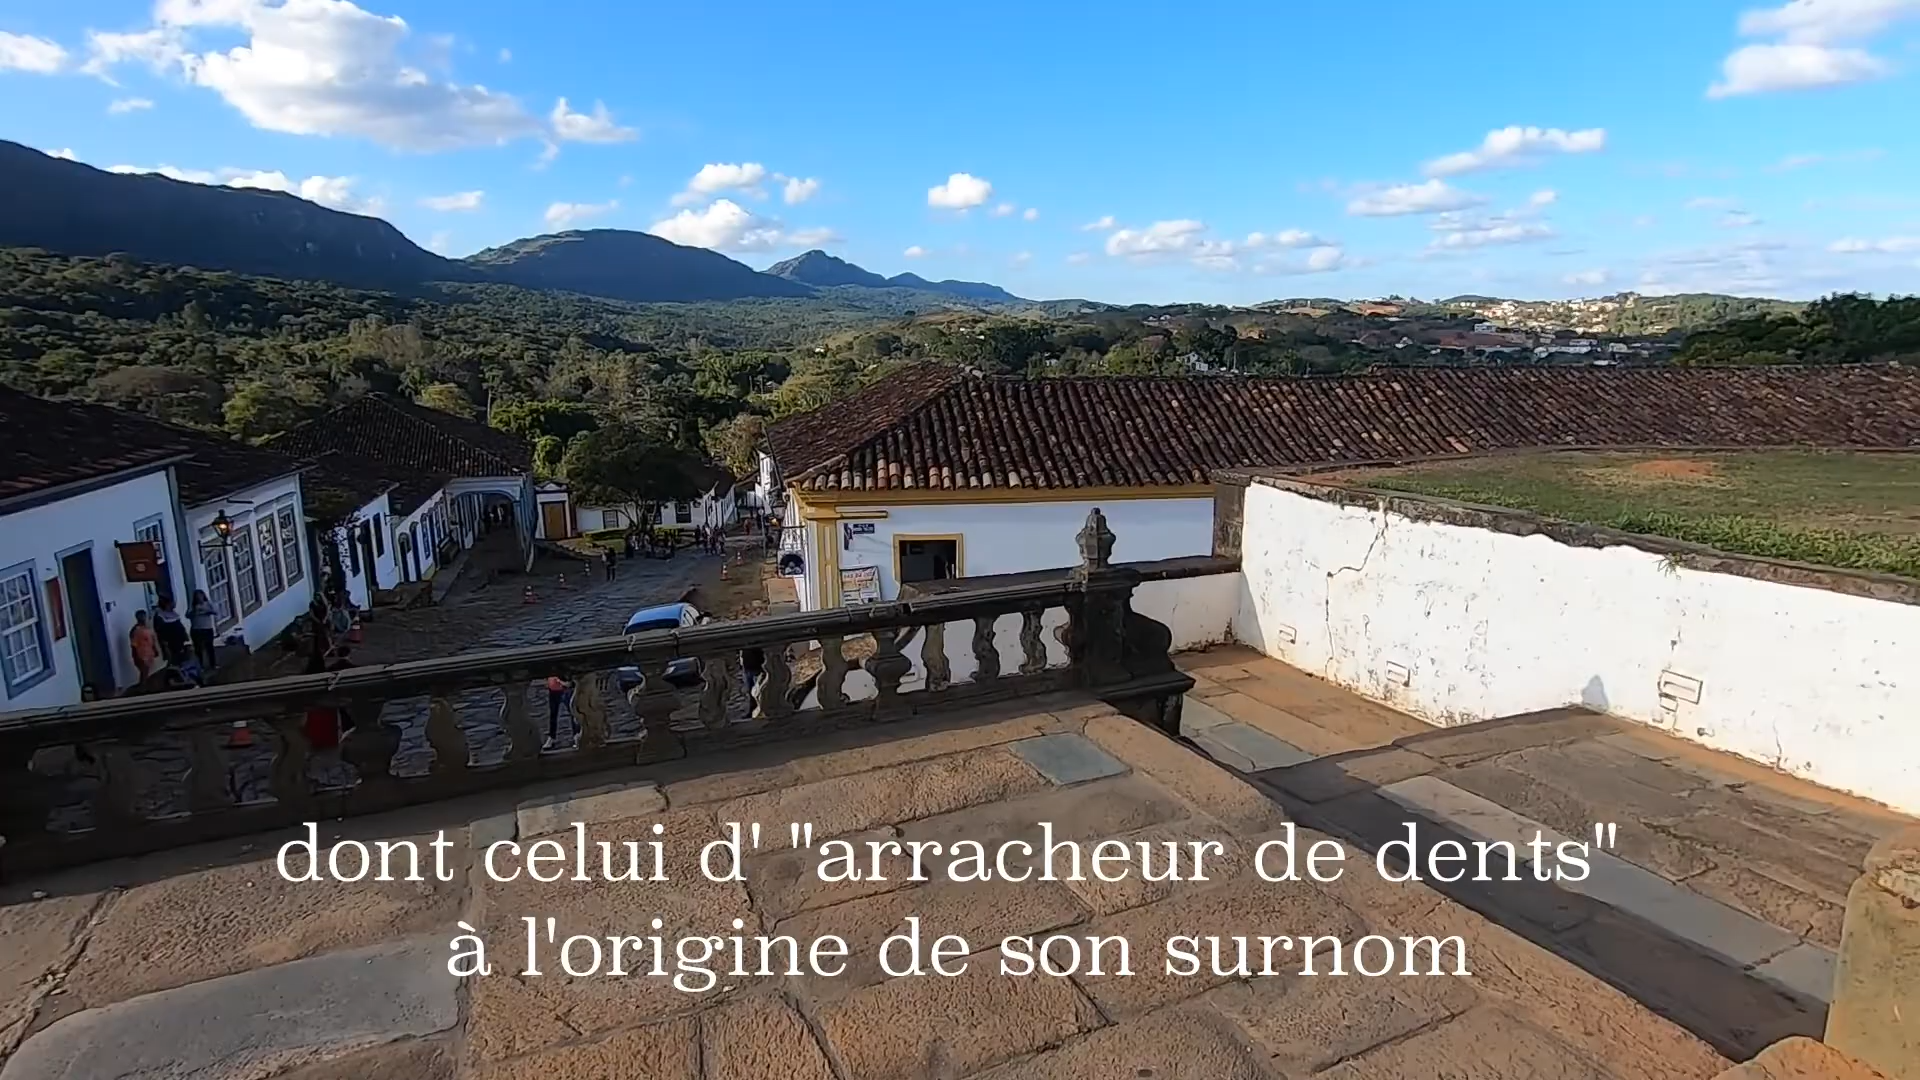 dont celui d' "arracheur de dents"
à l'origine de son surnom